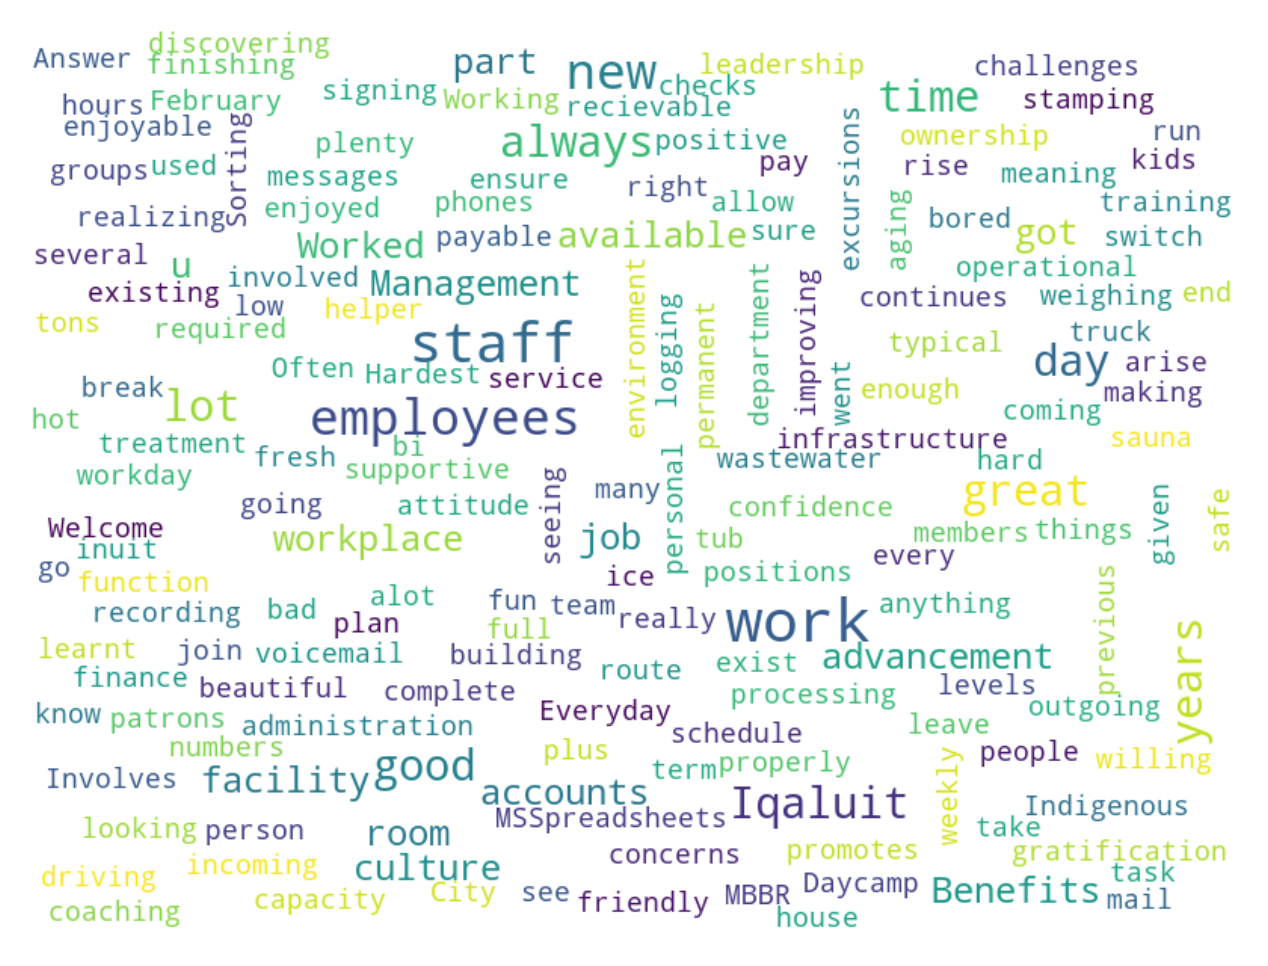 discovering
Answer
finishing
part
new
leadership
challenges
checks
signing
Working
recievable
time
stamping
hours
February
enjoyable
Sorting
plenty
always
positive
excursions
ownership
run
groups
used
messages
ensure
pay
rise
kids
meaning
right
realizing
enjoyed
phones
allow
aging
bored
training
Worked
payable
available
sure
got
switch
several
u
involved
Management
environment
department
improving
operational
existing
low
helper
logging
permanent
continues
weighing
end
tons
required
staff
typical
truck
Often
Hardest
service
went
day
arise
break
lot
employees
enough
making
hot
coming
treatment
bi
infrastructure
sauna
workday
fresh
supportive
personal
wastewater
hard
going
attitude
seeing
many
great
confidence
given
safe
Welcome
workplace
job
tub
members
things
inuit
every
go
function
ice
positions
previous
recording
bad
alot
fun
team
work
anything
plan
full
really
years
learnt
join
voicemail
building
route
exist
advancement
finance
beautiful
complete
processing
levels
know
patrons
administration
Everyday
schedule
leave
outgoing
numbers
plus
people
willing
Involves
facility
good
term
properly
weekly
accounts
Iqaluit
MSSpreadsheets
Indigenous
looking
person
room
take
concerns
promotes
gratification
driving
incoming
culture
task
capacity
City
see
friendly
MBBR
Daycamp
Benefits
mail
coaching
house